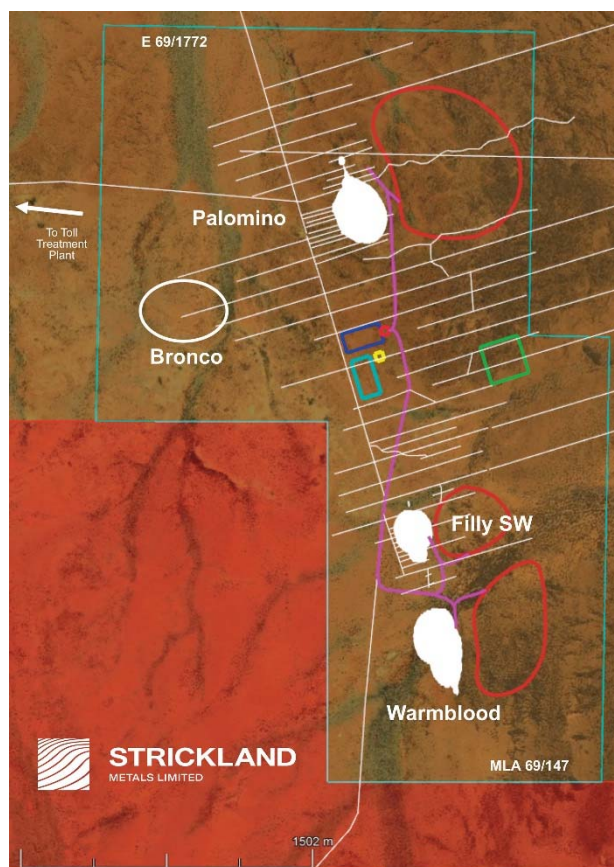 E 69/1772
Palomino
To Toll
Treatment
Plant
Bronco
Filly SW
Warmblood
STRICKLAND
METALS LIMITED
MLA 69/147
1502 m